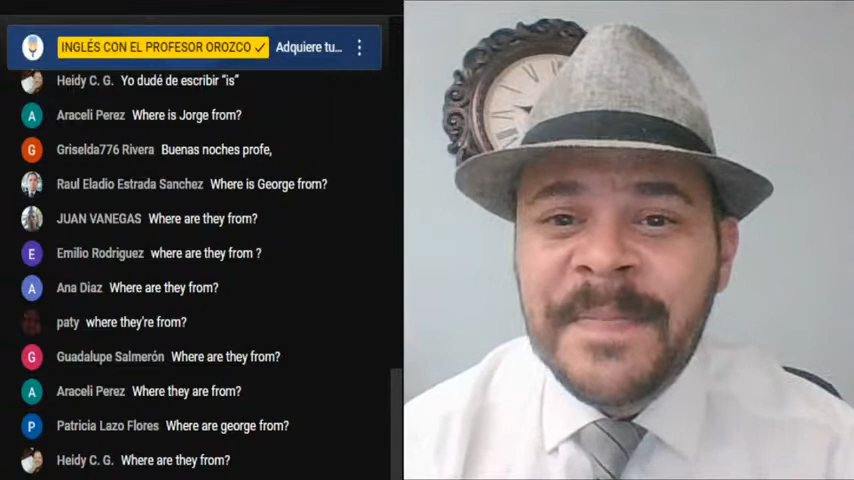 INGLÉS CON EL PROFESOR OROZCO ✓ Adquiere tu...
Heidy C. G. Yo dudé de escribir “is”
A Araceli Perez Where is Jorge from?
G Griselda776 Rivera Buenas noches profe,
Raul Eladio Estrada Sanchez Where is George from?
JUAN VANEGAS Where are they from?
E Emilio Rodriguez where are they from ?
A Ana Diaz Where are they from?
paty where they're from?
G Guadalupe Salmerón Where are they from?
A Araceli Perez Where they are from?
P Patricia Lazo Flores Where are george from?
Heidy C. G. Where are they from?